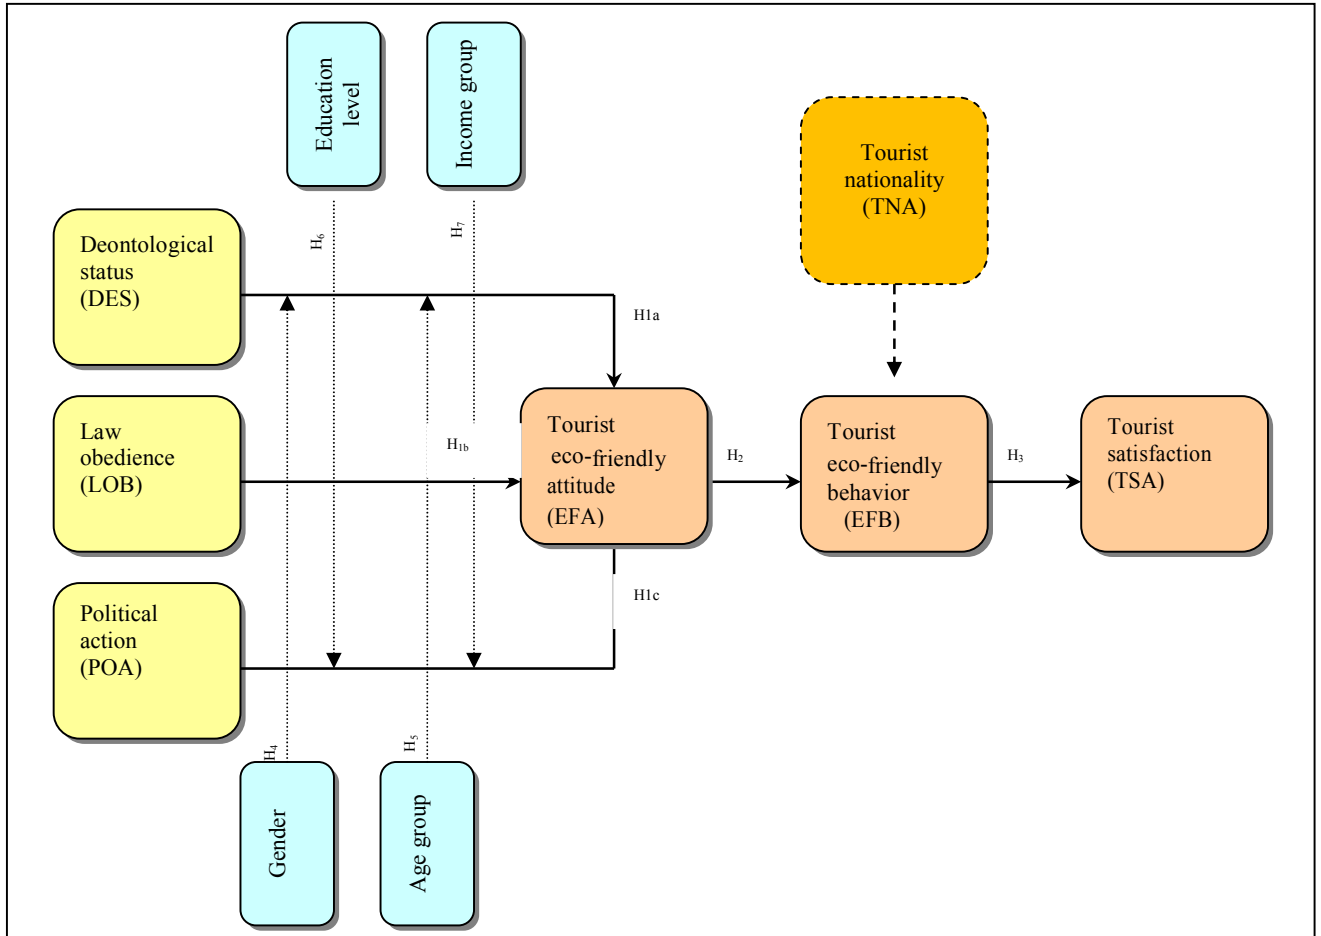 Education
level
Income group
Tourist
nationality
(TNA)
H6
H7
Deontological
status
(DES)
H1a
Law
obedience
(LOB)
H1b
Tourist
eco-friendly
attitude
(EFA)
H2
Tourist
eco-friendly
behavior
(EFB)
H3
Tourist
satisfaction
(TSA)
Political
action
(POA)
H1c
H4
H5
Gender
Age group